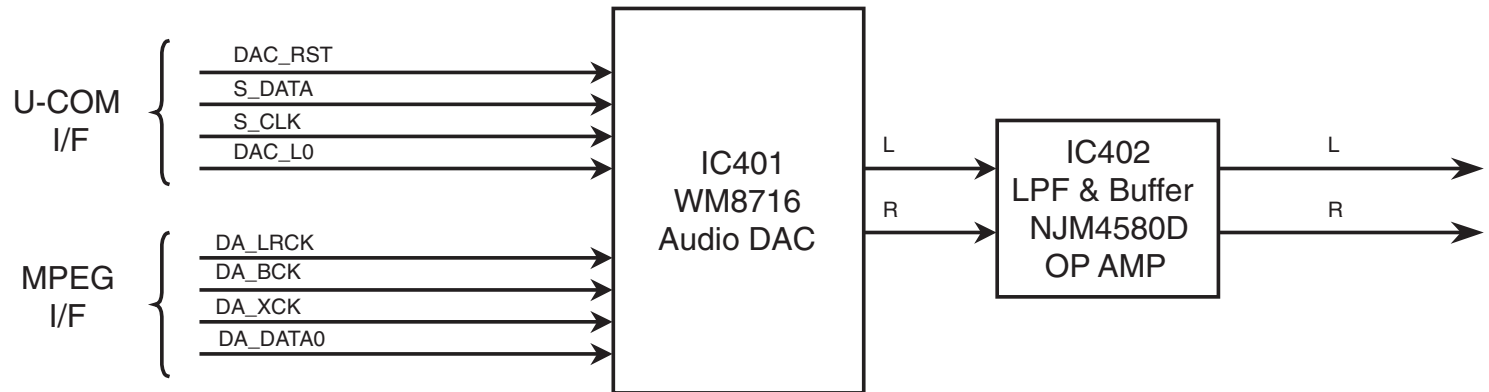 U-COM
I/F
DAC_RST
S_DATA
S_CLK
DAC_L0
MPEG
I/F
DA_LRCK
DA_BCK
DA_XCK
DA_DATA0
IC401
WM8716
Audio DAC
L
R
IC402
LPF & Buffer
NJM4580D
OP AMP
L
R